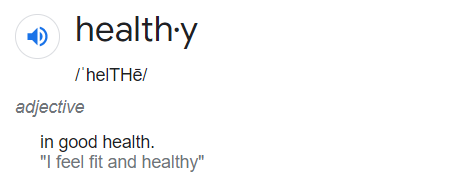 health·y
/ˈhelTHē/
adjective
in good health.
"I feel fit and healthy"